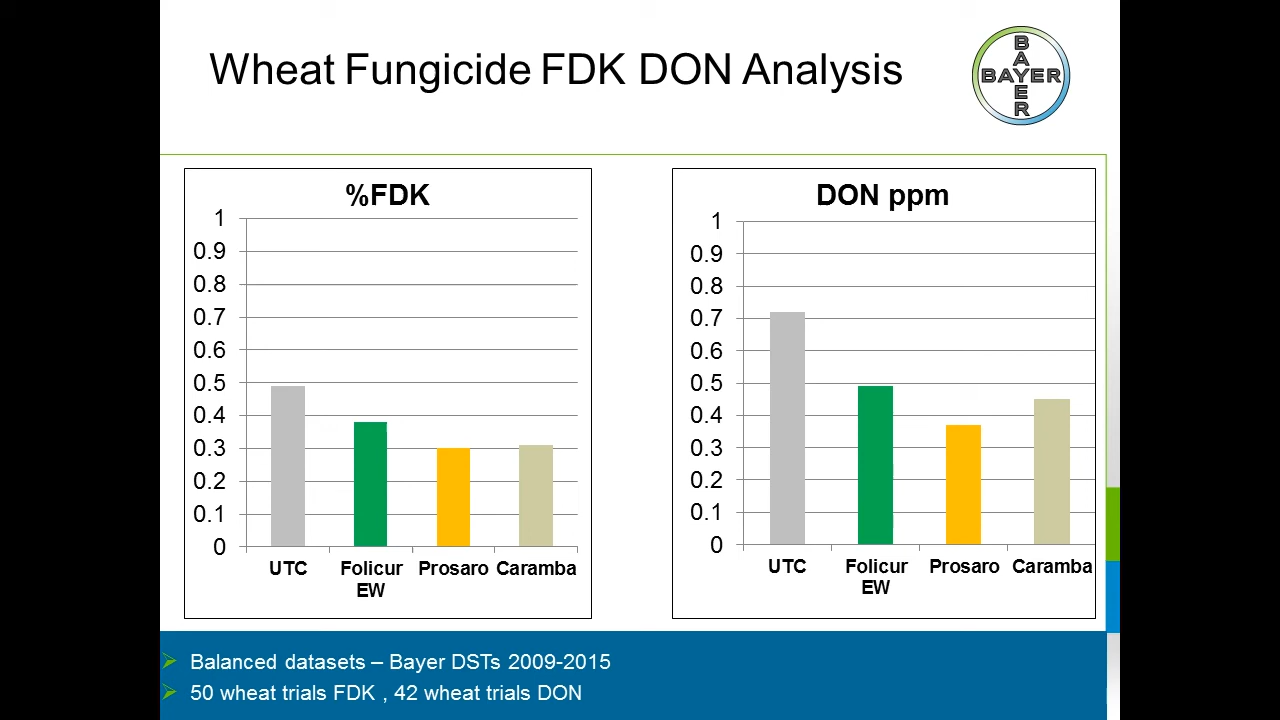 Wheat Fungicide FDK DON Analysis
BAYER
BAYER
%FDK
1
0.9
0.8
0.7
0.6
0.5
0.4
0.3
0.2
0.1
0
UTC
Folicur
EW
Prosaro
Caramba
DON ppm
1
0.9
0.8
0.7
0.6
0.5
0.4
0.3
0.2
0.1
0
UTC
Folicur
EW
Prosaro
Caramba
Balanced datasets – Bayer DSTs 2009-2015
50 wheat trials FDK , 42 wheat trials DON